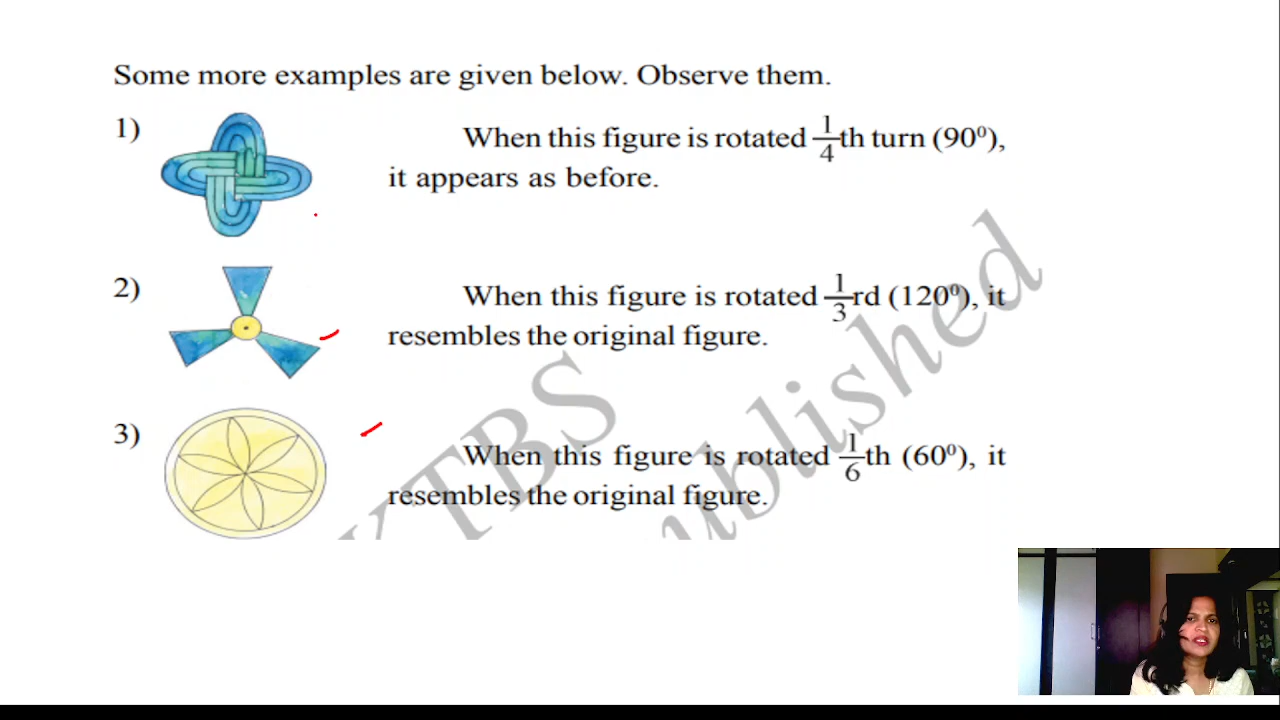 Some more examples are given below. Observe them.
1)
When this figure is rotated 1/4th turn (90⁰),
it appears as before.
2)
When this figure is rotated 1/3rd (120⁰), it
resembles the original figure.
3)
When this figure is rotated 1/6th (60⁰), it
resembles the original figure.
KTBS
ublished